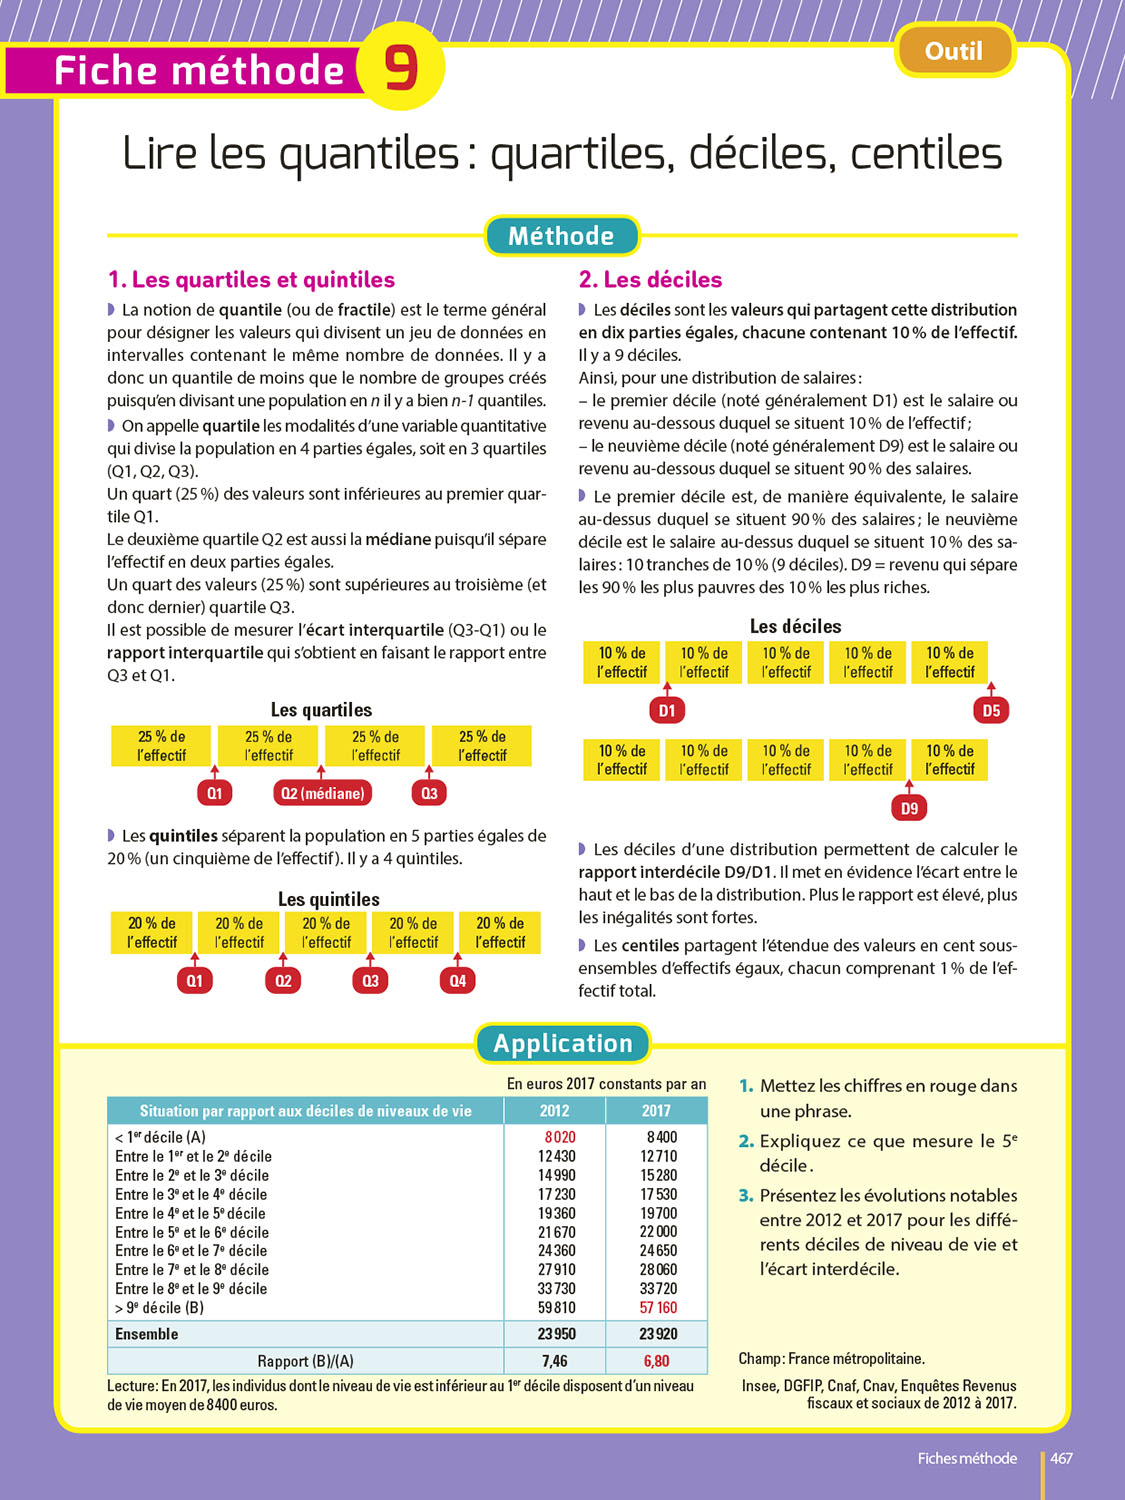 Fiche méthode 9
Outil
Lire les quantiles : quartiles, déciles, centiles
Méthode
1. Les quartiles et quintiles
La notion de quantile (ou de fractile) est le terme général
pour désigner les valeurs qui divisent un jeu de données en
intervalles contenant le même nombre de données. Il y a
donc un quantile de moins que le nombre de groupes créés
puisqu'en divisant une population en n il y a bien n-1 quantiles.
On appelle quartile les modalités d'une variable quantitative
qui divise la population en 4 parties égales, soit en 3 quartiles
(Q1, Q2, Q3).
Un quart (25 %) des valeurs sont inférieures au premier quar-
tile Q1.
Le deuxième quartile Q2 est aussi la médiane puisqu'il sépare
l'effectif en deux parties égales.
Un quart des valeurs (25 %) sont supérieures au troisième (et
donc dernier) quartile Q3.
Il est possible de mesurer l'écart interquartile (Q3-Q1) ou le
rapport interquartile qui s'obtient en faisant le rapport entre
Q3 et Q1.
Les quartiles
25 % de 25 % de 25 % de 25 % de
l'effectif l'effectif l'effectif l'effectif
Q1 Q2 (médiane) Q3
Les quintiles séparent la population en 5 parties égales de
20 % (un cinquième de l'effectif). Il y a 4 quintiles.
Les quintiles
20 % de 20 % de 20 % de 20 % de 20 % de
l'effectif l'effectif l'effectif l'effectif l'effectif
Q1 Q2 Q3 Q4
2. Les déciles
Les déciles sont les valeurs qui partagent cette distribution
en dix parties égales, chacune contenant 10 % de l'effectif.
Il y a 9 déciles.
Ainsi, pour une distribution de salaires :
– le premier décile (noté généralement D1) est le salaire ou
revenu au-dessous duquel se situent 10 % de l'effectif ;
– le neuvième décile (noté généralement D9) est le salaire ou
revenu au-dessous duquel se situent 90 % des salaires.
Le premier décile est, de manière équivalente, le salaire
au-dessus duquel se situent 90 % des salaires ; le neuvième
décile est le salaire au-dessus duquel se situent 10 % des sa-
laires : 10 tranches de 10 % (9 déciles). D9 = revenu qui sépare
les 90 % les plus pauvres des 10 % les plus riches.
Les déciles
10 % de 10 % de 10 % de 10 % de 10 % de
l'effectif l'effectif l'effectif l'effectif l'effectif
D1 D5
10 % de 10 % de 10 % de 10 % de 10 % de
l'effectif l'effectif l'effectif l'effectif l'effectif
D9
Les déciles d'une distribution permettent de calculer le
rapport interdécile D9/D1. Il met en évidence l'écart entre le
haut et le bas de la distribution. Plus le rapport est élevé, plus
les inégalités sont fortes.
Les centiles partagent l'étendue des valeurs en cent sous-
ensembles d'effectifs égaux, chacun comprenant 1 % de l'ef-
fectif total.
Application
En euros 2017 constants par an
Situation par rapport aux déciles de niveaux de vie 2012 2017
< 1er décile (A) 8 020 8 400
Entre le 1er et le 2e décile 12 430 12 710
Entre le 2e et le 3e décile 14 990 15 280
Entre le 3e et le 4e décile 17 230 17 530
Entre le 4e et le 5e décile 19 360 19 700
Entre le 5e et le 6e décile 21 670 22 000
Entre le 6e et le 7e décile 24 360 24 650
Entre le 7e et le 8e décile 27 910 28 060
Entre le 8e et le 9e décile 33 730 33 720
> 9e décile (B) 59 810 57 160
Ensemble 23 950 23 920
Rapport (B)/(A) 7,46 6,80
Lecture : En 2017, les individus dont le niveau de vie est inférieur au 1er décile disposent d'un niveau
de vie moyen de 8 400 euros.
1. Mettez les chiffres en rouge dans
une phrase.
2. Expliquez ce que mesure le 5e
décile.
3. Présentez les évolutions notables
entre 2012 et 2017 pour les diffé-
rents déciles de niveau de vie et
l'écart interdécile.
Champ : France métropolitaine.
Insee, DGFIP, Cnaf, Cnav, Enquêtes Revenus
fiscaux et sociaux de 2012 à 2017.
Fiches méthode 467